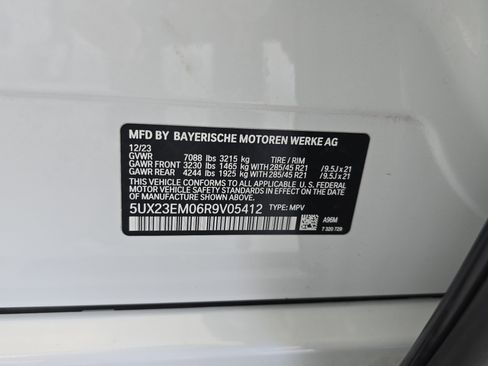 MFD BY BAYERISCHE MOTOREN WERKE AG
12/23
GVWR 7088 lbs 3215 kg TIRE / RIM
GAWR FRONT 3230 lbs 1465 kg WITH 285/45 R21 /9.5J x 21
GAWR REAR 4244 lbs 1925 kg WITH 285/45 R21 /9.5J x 21
THIS VEHICLE CONFORMS TO ALL APPLICABLE U.S. FEDERAL
MOTOR VEHICLE SAFETY STANDARDS IN EFFECT ON THE DATE
OF MANUFACTURE SHOWN ABOVE.
5UX23EM06R9V05412 TYPE: MPV A96M
7 320 729